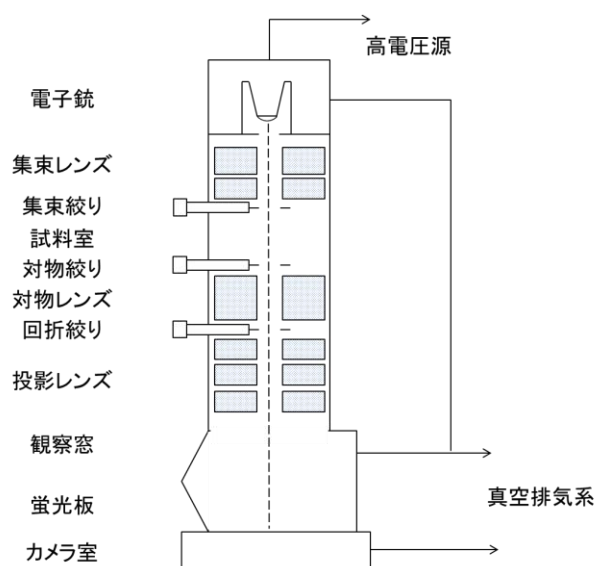 高電圧源
電子銃
集束レンズ
集束絞り
試料室
対物絞り
対物レンズ
回折絞り
投影レンズ
観察窓
真空排気系
蛍光板
カメラ室